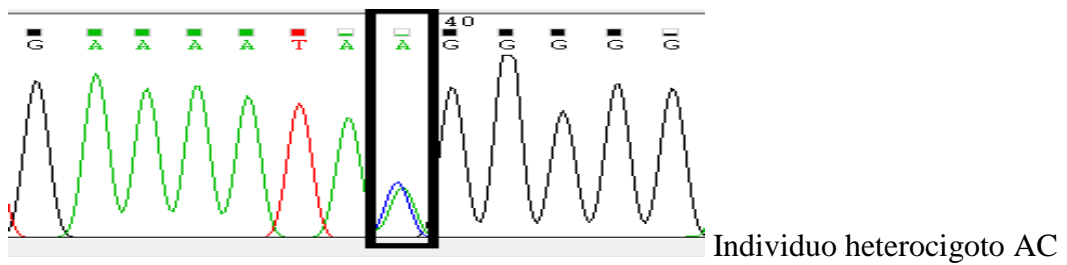 40
G A A A A T A A G G G G G
Individuo heterocigoto AC